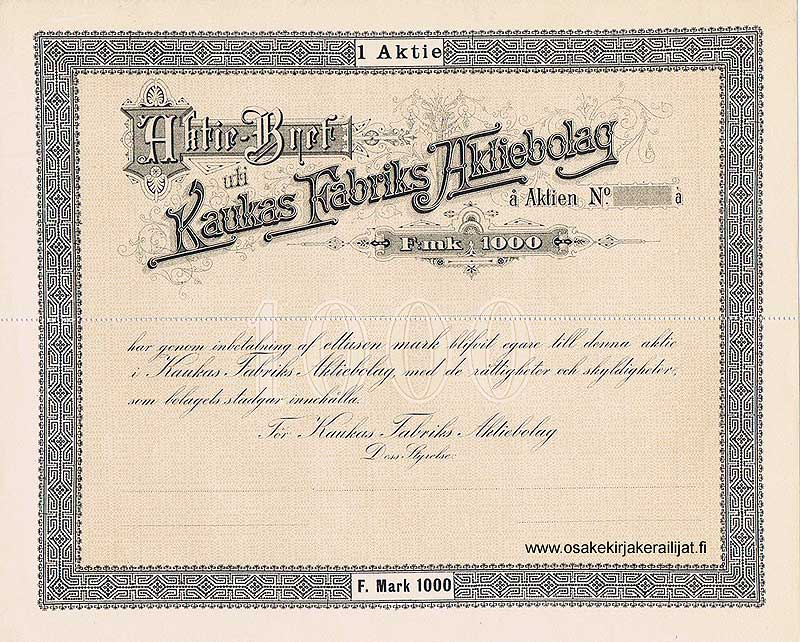 1 Aktie
Aktie-Bref
uti
Kaukas Fabriks Aktiebolag
å Aktien No. à
F:mk 1000
1000
har genom inbetalning af ettusen mark blifvit egare till denna aktie
i Kaukas Fabriks Aktiebolag, med de rättigheter och skyldigheter,
som bolagets stadgar innehålla.
För Kaukas Fabriks Aktiebolag
Dess Styrelse:
www.osakekirjakerailijat.fi
F. Mark 1000